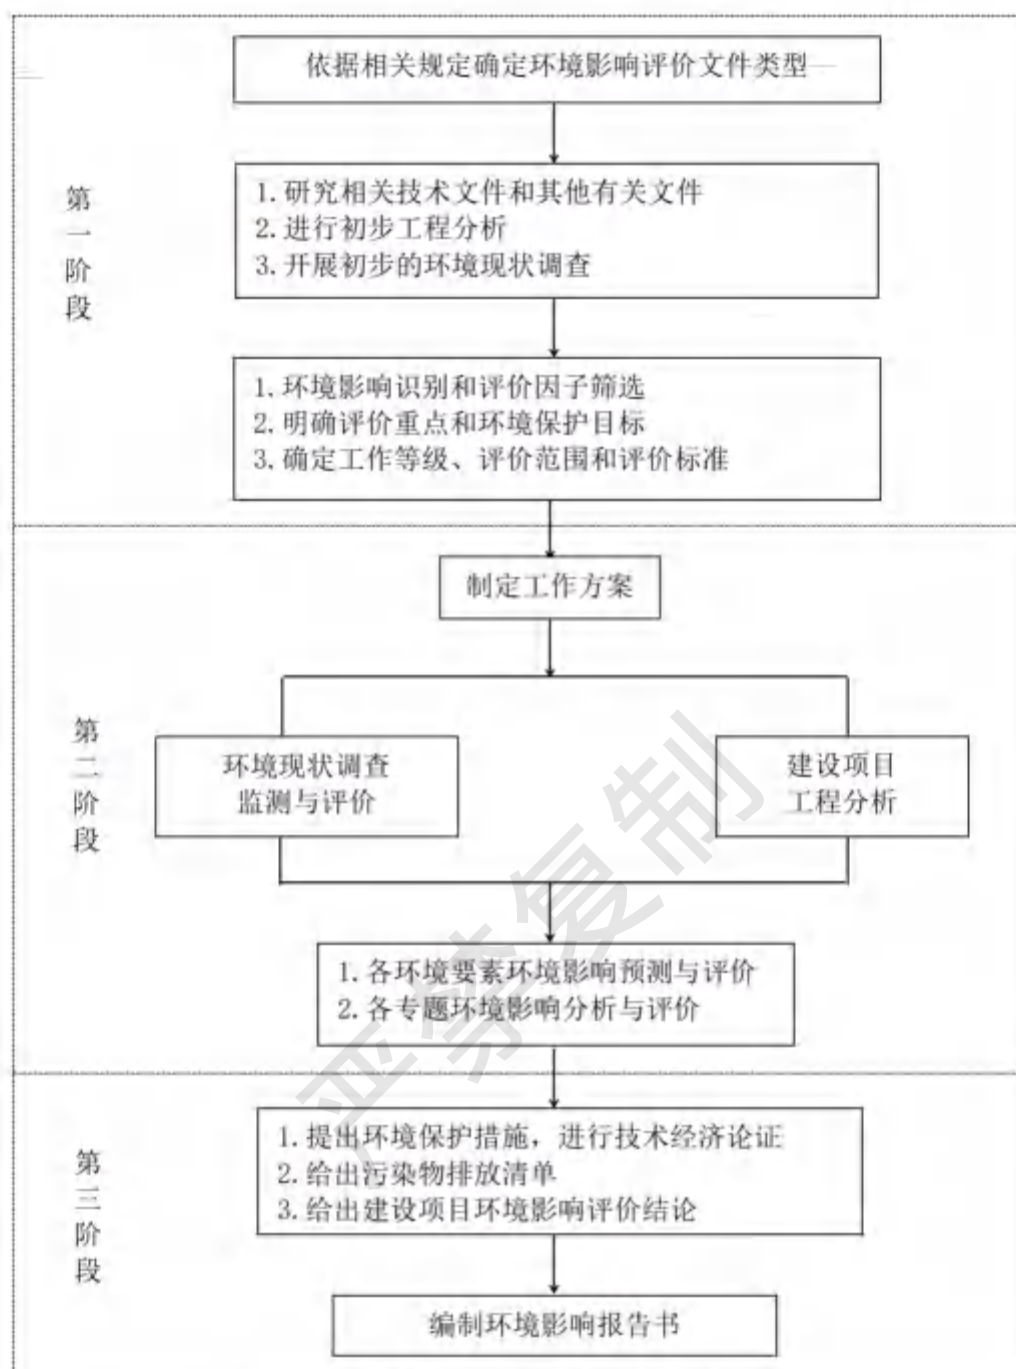 依据相关规定确定环境影响评价文件类型
第一阶段
1. 研究相关技术文件和其他有关文件
2. 进行初步工程分析
3. 开展初步的环境现状调查
1. 环境影响识别和评价因子筛选
2. 明确评价重点和环境保护目标
3. 确定工作等级、评价范围和评价标准
制定工作方案
第二阶段
环境现状调查
监测与评价
建设项目
工程分析
1. 各环境要素环境影响预测与评价
2. 各专题环境影响分析与评价
第三阶段
1. 提出环境保护措施，进行技术经济论证
2. 给出污染物排放清单
3. 给出建设项目环境影响评价结论
编制环境影响报告书
严禁复制